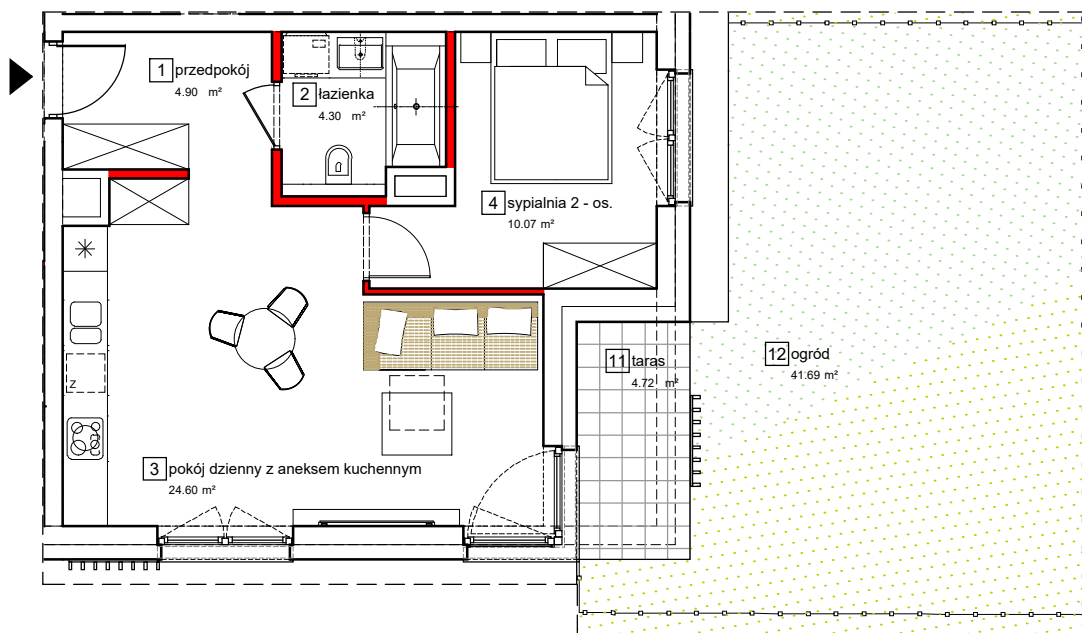 1 przedpokój
4.90 m²
2 łazienka
4.30 m²
4 sypialnia 2 - os.
10.07 m²
11 taras
4.72 m²
12 ogród
41.69 m²
z
3 pokój dzienny z aneksem kuchennym
24.60 m²